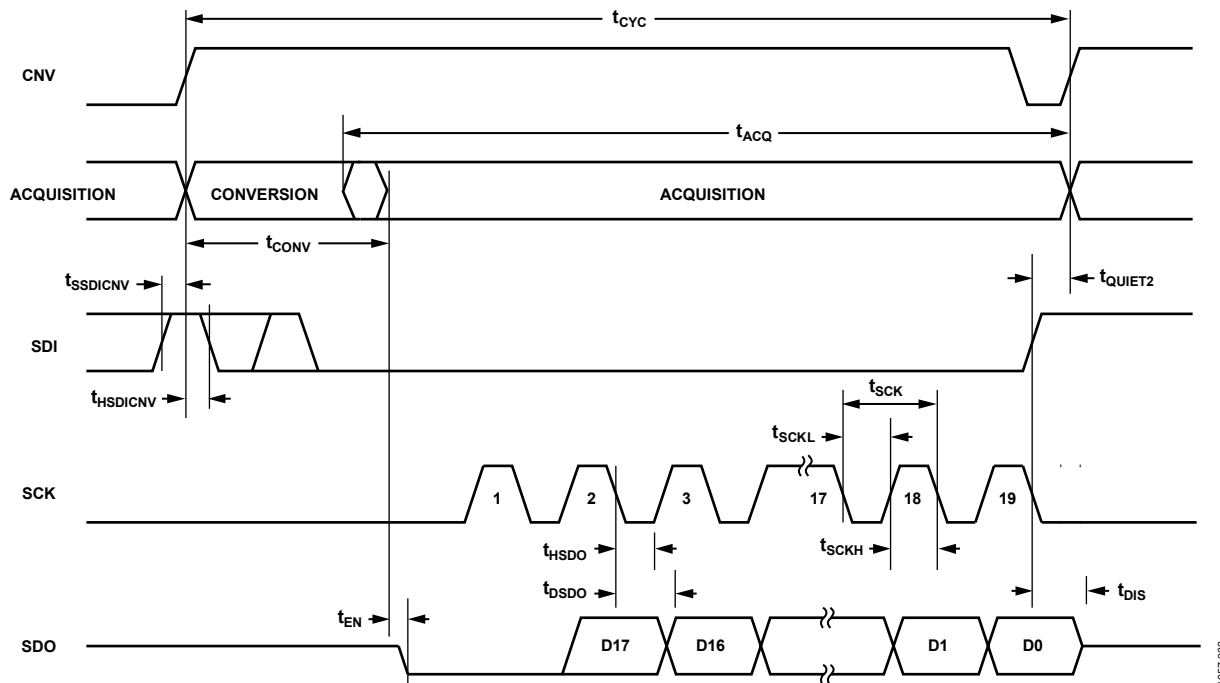 tCYC
CNV
tACQ
ACQUISITION
CONVERSION
ACQUISITION
tCONV
tSSDICNV
tQUIET2
SDI
tHSDICNV
tSCK
tSCKL
SCK
1
2
3
17
18
19
tHSDO
tSCKH
tDSDO
tDIS
tEN
SDO
D17
D16
D1
D0